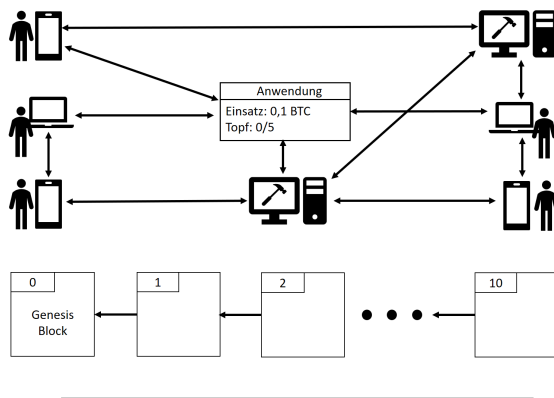 Anwendung
Einsatz: 0,1 BTC
Topf: 0/5
0
Genesis
Block
1
2
10